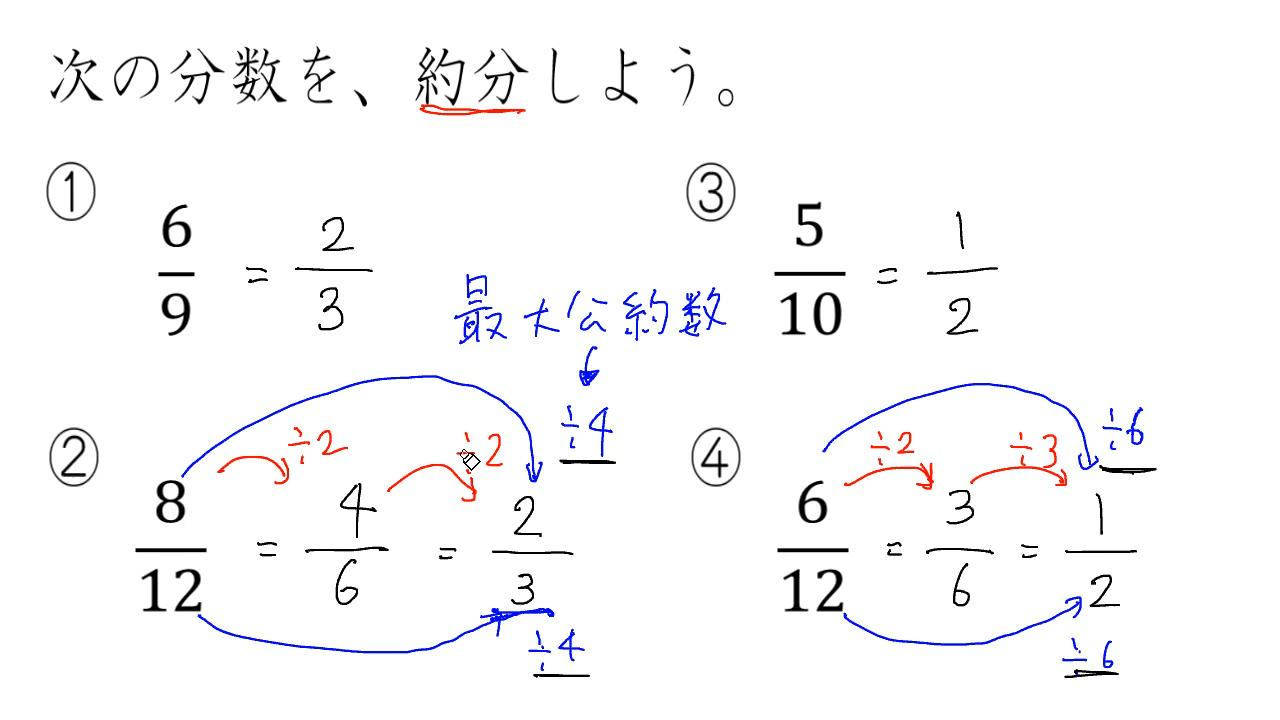 次の分数を、約分しよう。
①
6/9 = 2/3
最大公約数
②
÷2 ÷2 ÷4
8/12 = 4/6 = 2/3
÷4
③
5/10 = 1/2
④
÷2 ÷3 ÷6
6/12 = 3/6 = 1/2
÷6